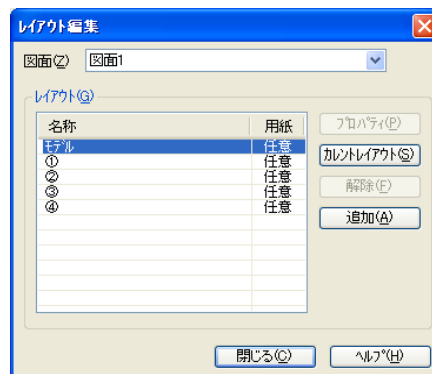 レイアウト編集
図面(Z) 図面1
レイアウト(G)
名称 用紙
ﾓﾃﾞﾙ 任意
① 任意
② 任意
③ 任意
④ 任意
ﾌﾟﾛﾊﾟﾃｨ(P)
ｶﾚﾝﾄﾚｲｱｳﾄ(S)
解除(F)
追加(A)
閉じる(C) ﾍﾙﾌﾟ(H)